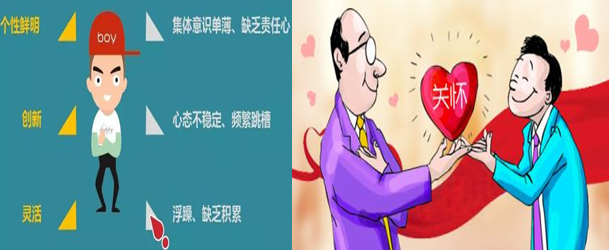 个性鲜明
boy
集体意识单薄、缺乏责任心
创新
心态不稳定、频繁跳槽
灵活
浮躁、缺乏积累
关怀